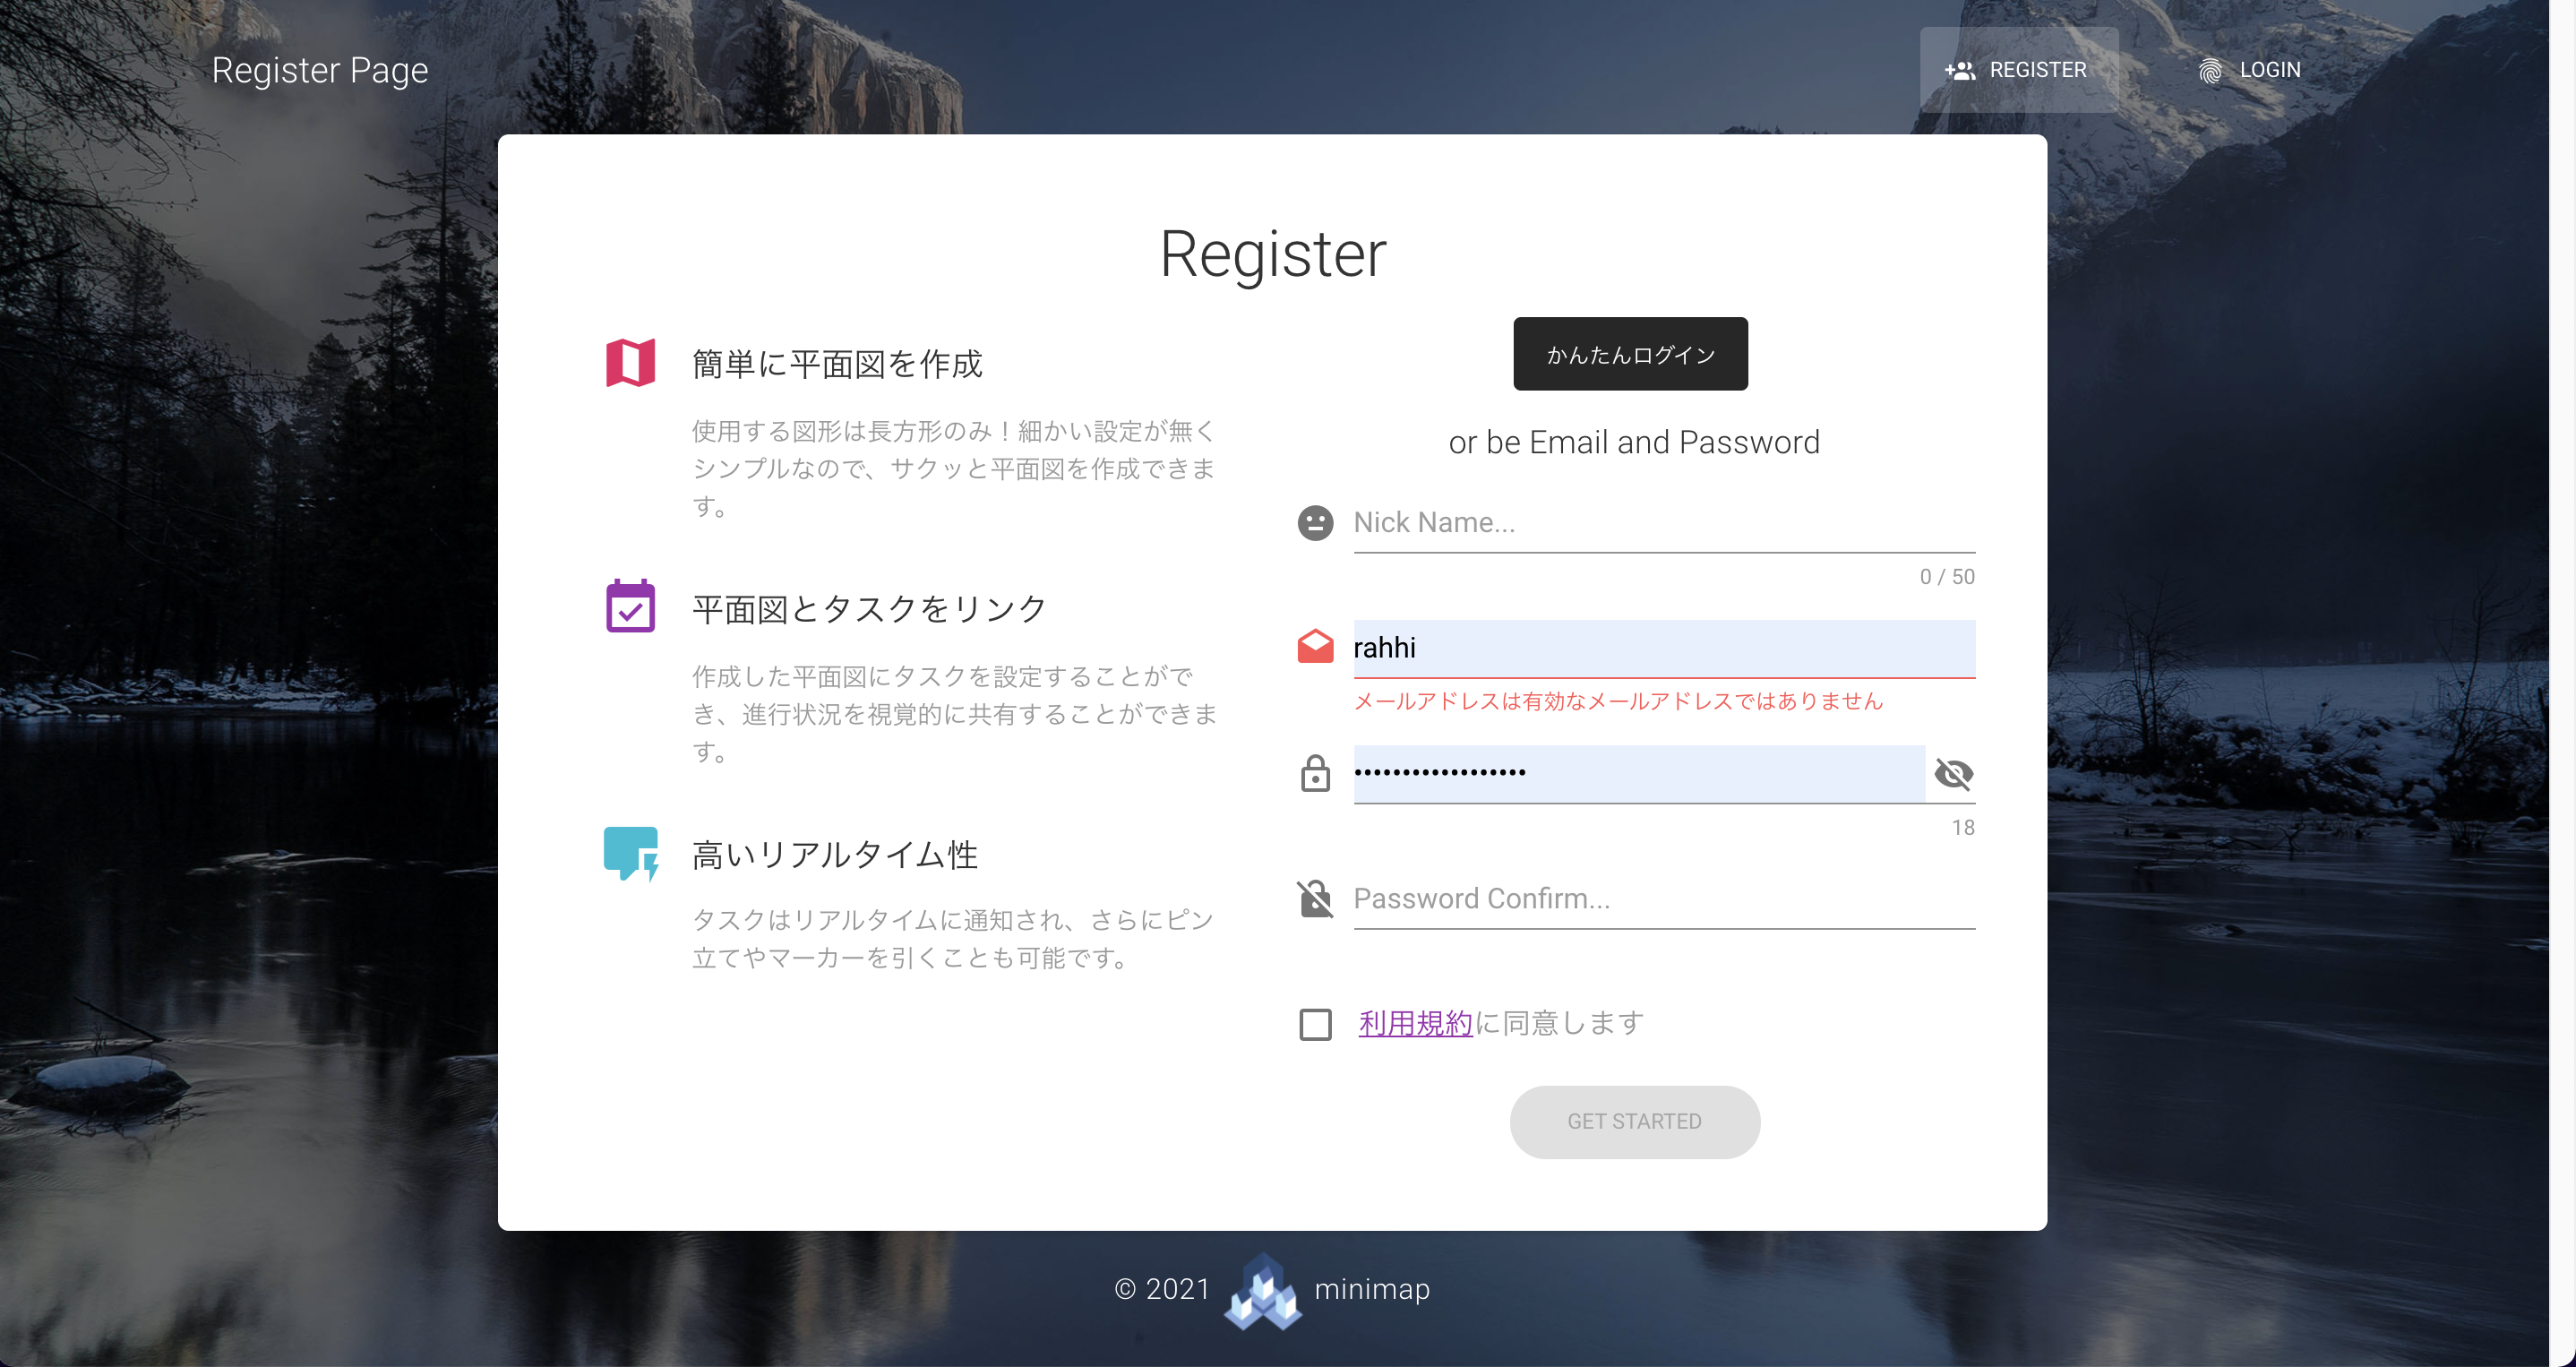 Register Page
REGISTER
LOGIN
Register
簡単に平面図を作成
使用する図形は長方形のみ！細かい設定が無く
シンプルなので、サクッと平面図を作成できま
す。
平面図とタスクをリンク
作成した平面図にタスクを設定することがで
き、進行状況を視覚的に共有することができま
す。
高いリアルタイム性
タスクはリアルタイムに通知され、さらにピン
立てやマーカーを引くことも可能です。
かんたんログイン
or be Email and Password
Nick Name...
0 / 50
rahhi
メールアドレスは有効なメールアドレスではありません
••••••••••••••••••
18
Password Confirm...
利用規約に同意します
GET STARTED
© 2021 minimap